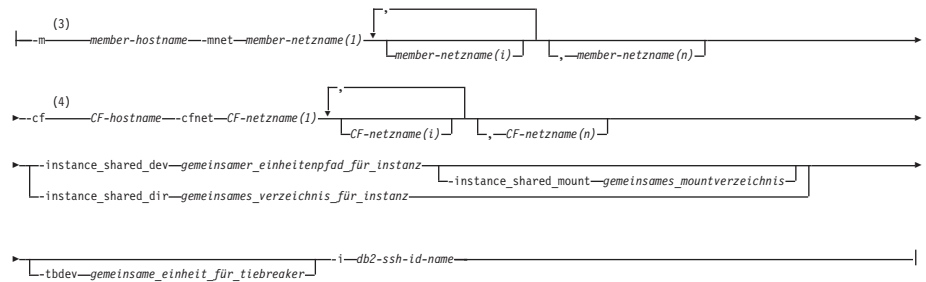 ,
(3)
-m member-hostname -mnet member-netzname(1)
member-netzname(i) , member-netzname(n)
,
(4)
-cf CF-hostname -cfnet CF-netzname(1)
CF-netzname(i) , CF-netzname(n)
-instance_shared_dev gemeinsamer_einheitenpfad_für_instanz
-instance_shared_mount gemeinsames_mountverzeichnis
-instance_shared_dir gemeinsames_verzeichnis_für_instanz
-i db2-ssh-id-name
-tbdev gemeinsame_einheit_für_tiebreaker